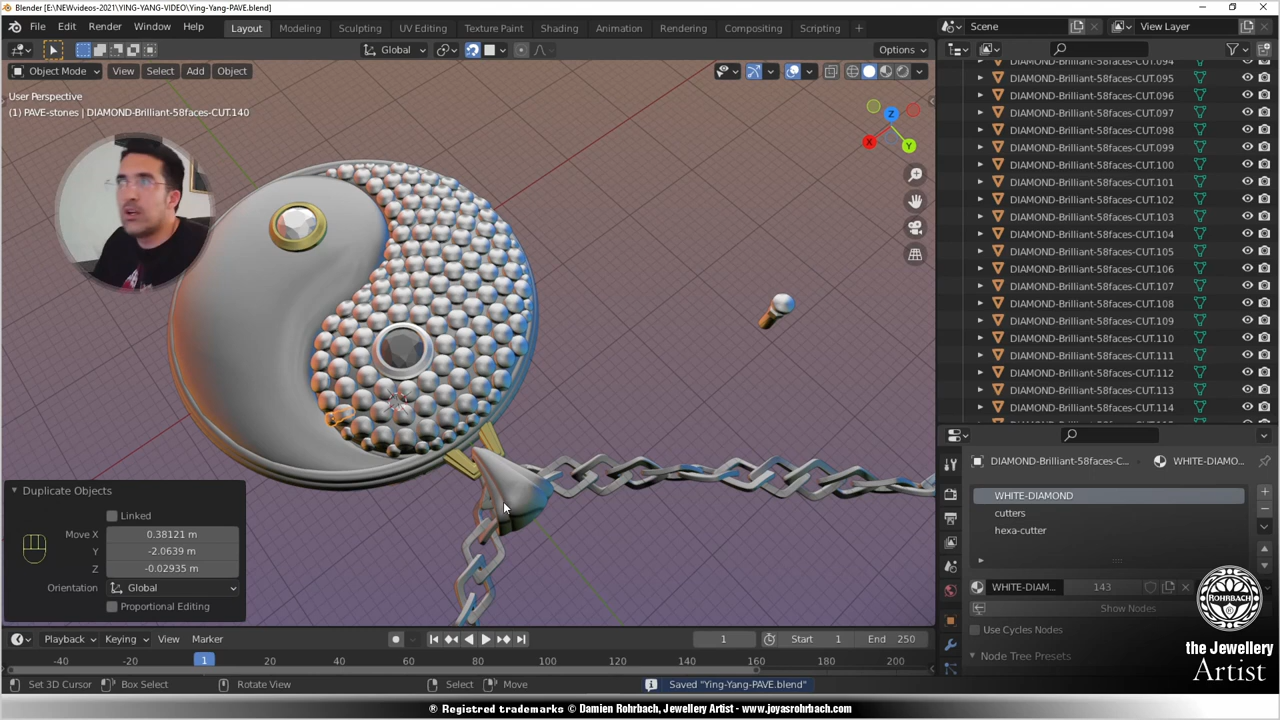 Blender [E:\NEWvideos-2021\YING-YANG-VIDEO\Ying-Yang-PAVE.blend]
File Edit Render Window Help Layout Modeling Sculpting UV Editing Texture Paint Shading Animation Rendering Compositing Scripting + Scene View Layer
Global Options
Object Mode View Select Add Object
User Perspective
(1) PAVE-stones | DIAMOND-Brilliant-58faces-CUT.140
Z
X
Y
DIAMOND-Brilliant-58faces-CUT.094
DIAMOND-Brilliant-58faces-CUT.095
DIAMOND-Brilliant-58faces-CUT.096
DIAMOND-Brilliant-58faces-CUT.097
DIAMOND-Brilliant-58faces-CUT.098
DIAMOND-Brilliant-58faces-CUT.099
DIAMOND-Brilliant-58faces-CUT.100
DIAMOND-Brilliant-58faces-CUT.101
DIAMOND-Brilliant-58faces-CUT.102
DIAMOND-Brilliant-58faces-CUT.103
DIAMOND-Brilliant-58faces-CUT.104
DIAMOND-Brilliant-58faces-CUT.105
DIAMOND-Brilliant-58faces-CUT.106
DIAMOND-Brilliant-58faces-CUT.107
DIAMOND-Brilliant-58faces-CUT.108
DIAMOND-Brilliant-58faces-CUT.109
DIAMOND-Brilliant-58faces-CUT.110
DIAMOND-Brilliant-58faces-CUT.111
DIAMOND-Brilliant-58faces-CUT.112
DIAMOND-Brilliant-58faces-CUT.113
DIAMOND-Brilliant-58faces-CUT.114
DIAMOND-Brilliant-58faces-C... WHITE-DIAMO...
WHITE-DIAMOND
cutters
hexa-cutter
WHITE-DIAM... 143
Show Nodes
Use Cycles Nodes
Node Tree Presets
Duplicate Objects
Linked
Move X 0.38121 m
Y -2.0639 m
Z -0.02935 m
Orientation Global
Proportional Editing
ROHRBACH
the Jewellery
Artist
Playback Keying View Marker 1 Start 1 End 250
-40 -20 1 20 40 60 80 100 120 140 160 180 200
Set 3D Cursor Box Select Rotate View Select Move Saved "Ying-Yang-PAVE.blend"
® Registered trademarks © Damien Rohrbach, Jewellery Artist - www.joyasrohrbach.com